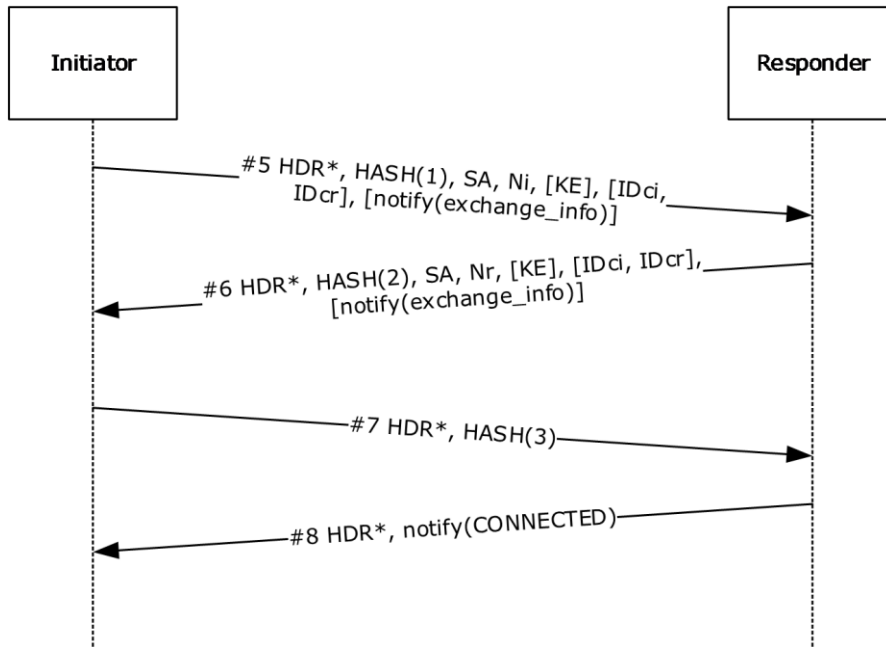 Initiator
Responder
#5 HDR*, HASH(1), SA, Ni, [KE], [IDci,
IDcr], [notify(exchange_info)]
#6 HDR*, HASH(2), SA, Nr, [KE], [IDci, IDcr],
[notify(exchange_info)]
#7 HDR*, HASH(3)
#8 HDR*, notify(CONNECTED)